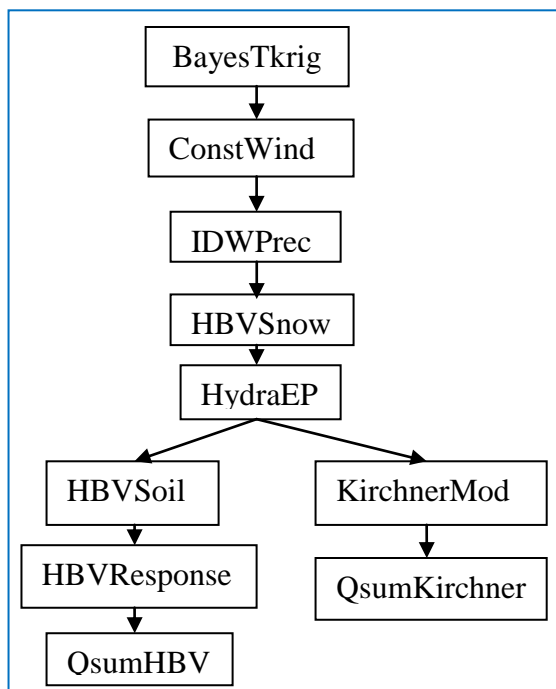 BayesTkrig
ConstWind
IDWPrec
HBVSnow
HydraEP
HBVSoil
KirchnerMod
HBVResponse
QsumKirchner
QsumHBV